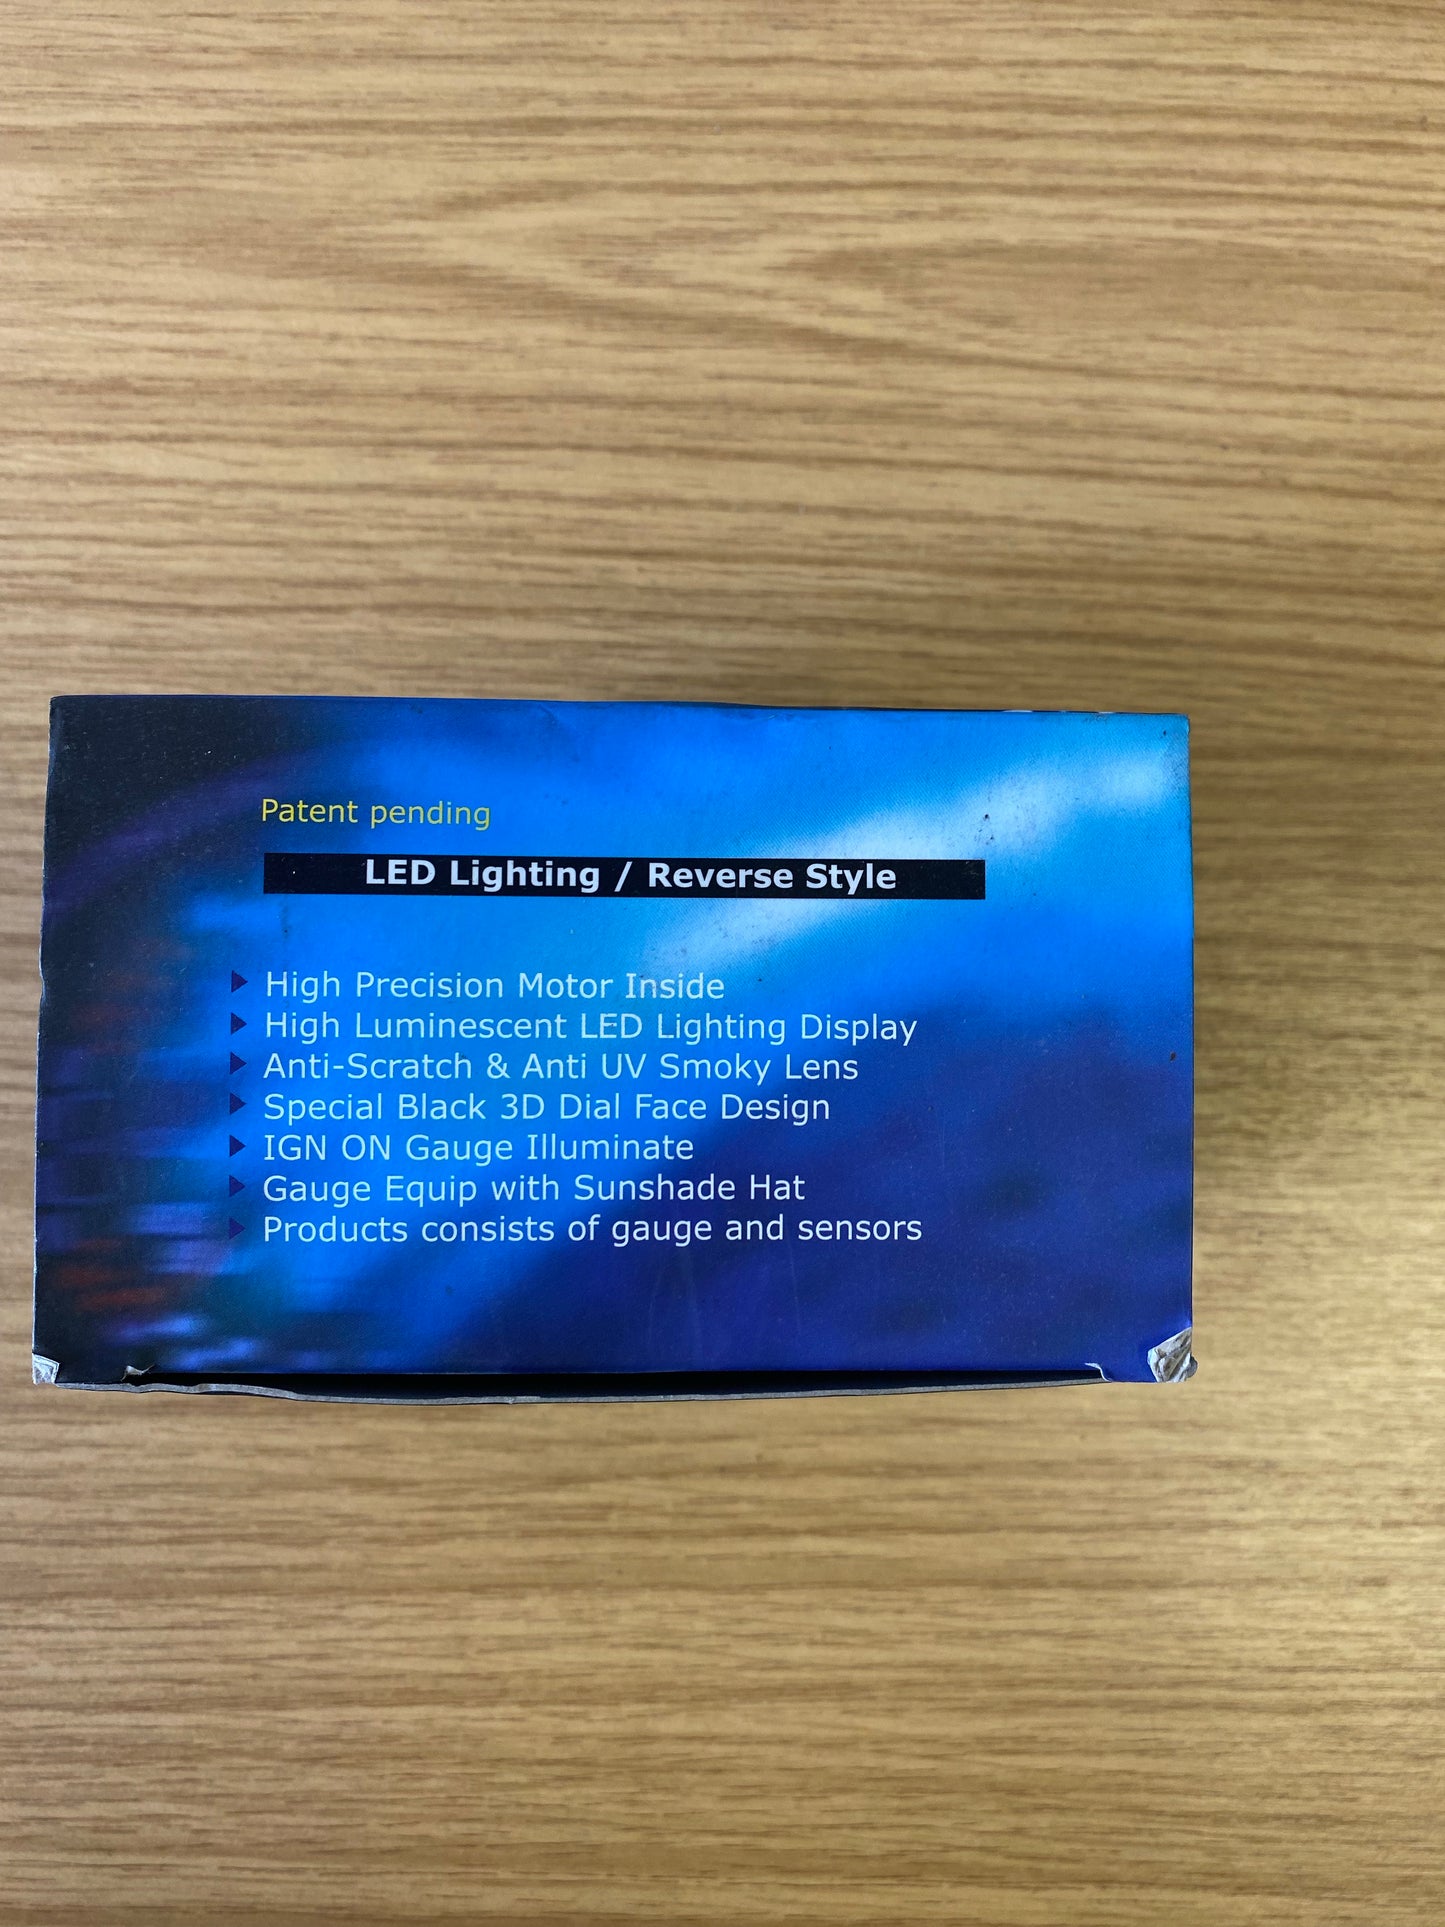 Patent pending
LED Lighting / Reverse Style
High Precision Motor Inside
High Luminescent LED Lighting Display
Anti-Scratch & Anti UV Smoky Lens
Special Black 3D Dial Face Design
IGN ON Gauge Illuminate
Gauge Equip with Sunshade Hat
Products consists of gauge and sensors